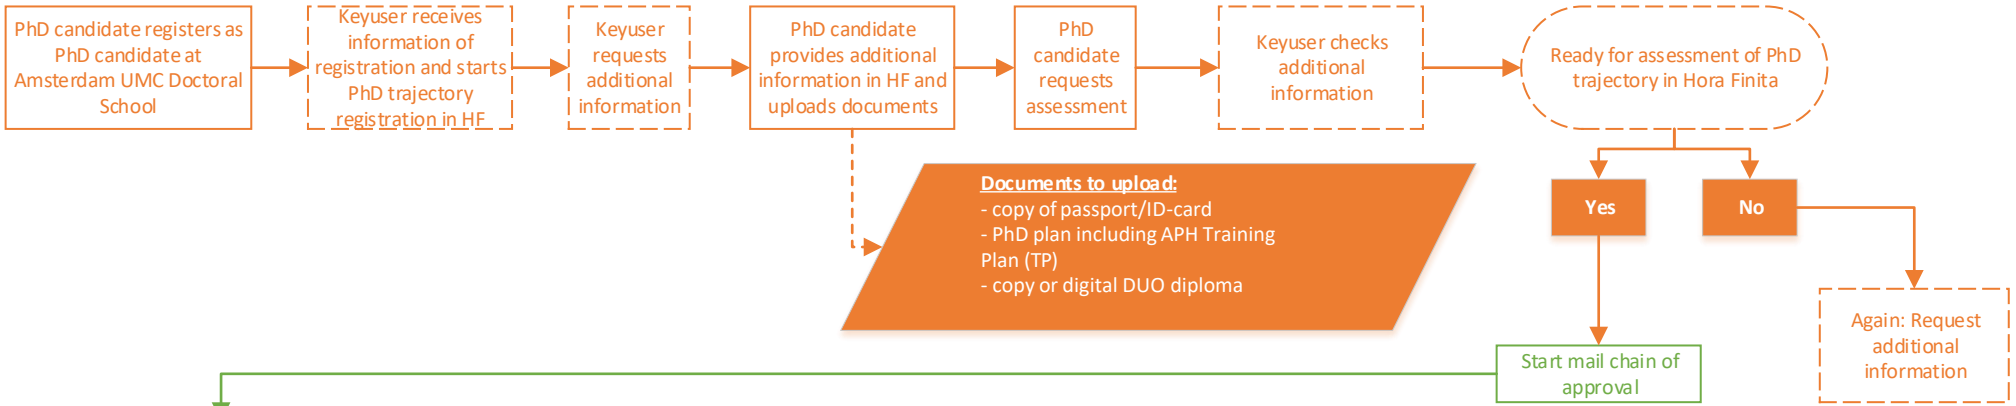 PhD candidate registers as
PhD candidate at
Amsterdam UMC Doctoral
School
Keyuser receives
information of
registration and starts
PhD trajectory
registration in HF
Keyuser
requests
additional
information
PhD candidate
provides additional
information in HF and
uploads documents
PhD
candidate
requests
assessment
Keyuser checks
additional
information
Ready for assessment of PhD
trajectory in Hora Finita
Documents to upload:
- copy of passport/ID-card
- PhD plan including APH Training
Plan (TP)
- copy or digital DUO diploma
Yes
No
Again: Request
additional
information
Start mail chain of
approval